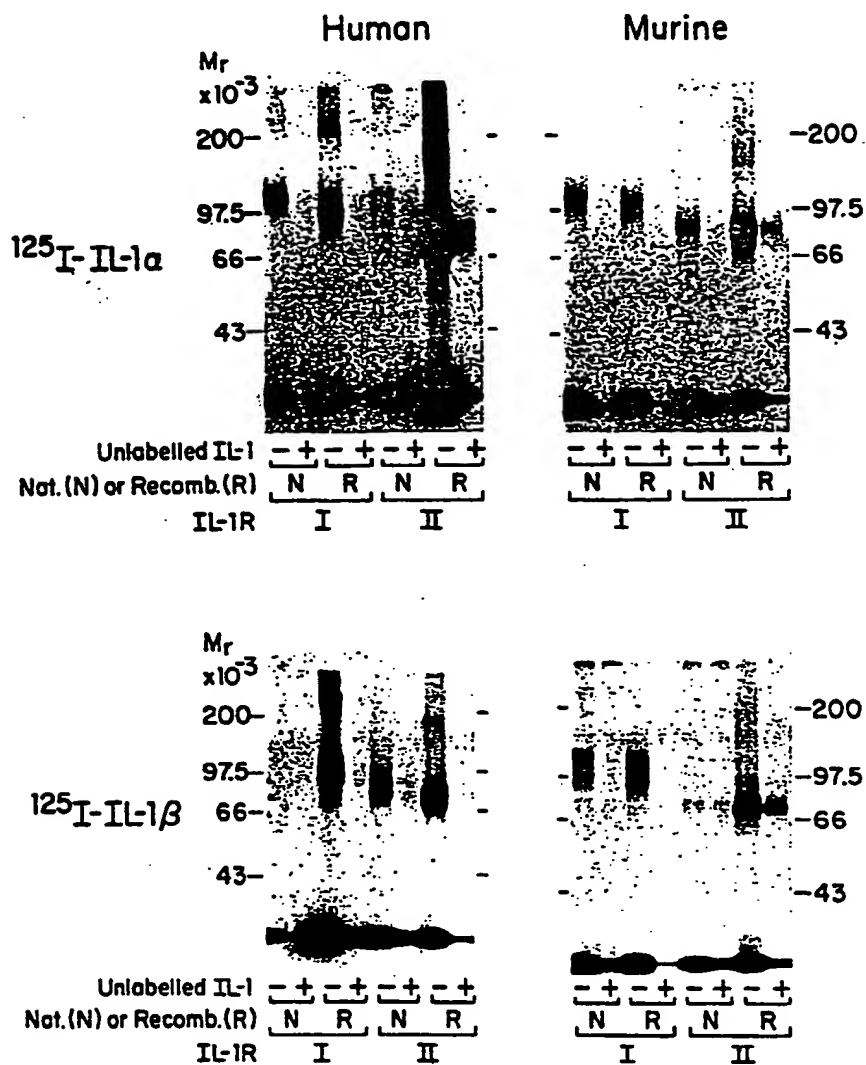 Human Murine
Mr
x10⁻³
200– –200
97.5– –97.5
¹²⁵I-IL-1α
66– –66
43– –43
Unlabelled IL-1 – + – + – + – + – + – + – + – +
Nat.(N) or Recomb.(R) N R N R N R N R
IL-1R I II I II
Mr
x10⁻³
200– –200
97.5– –97.5
¹²⁵I-IL-1β
66– –66
43– –43
Unlabelled IL-1 – + – + – + – + – + – + – + – +
Nat.(N) or Recomb.(R) N R N R N R N R
IL-1R I II I II